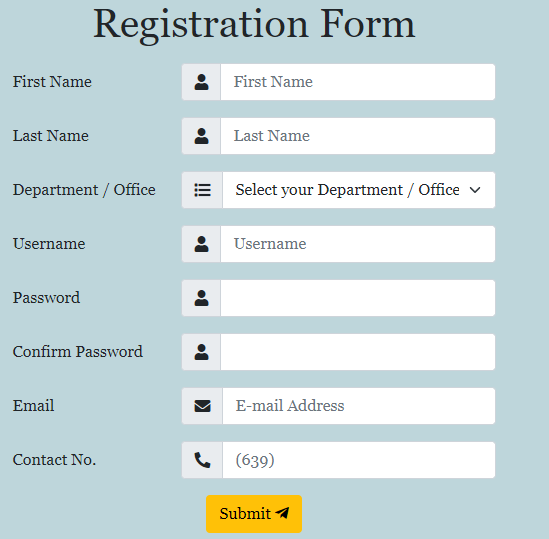 Registration Form
First Name First Name
Last Name Last Name
Department / Office Select your Department / Office
Username Username
Password
Confirm Password
Email E-mail Address
Contact No. (639)
Submit